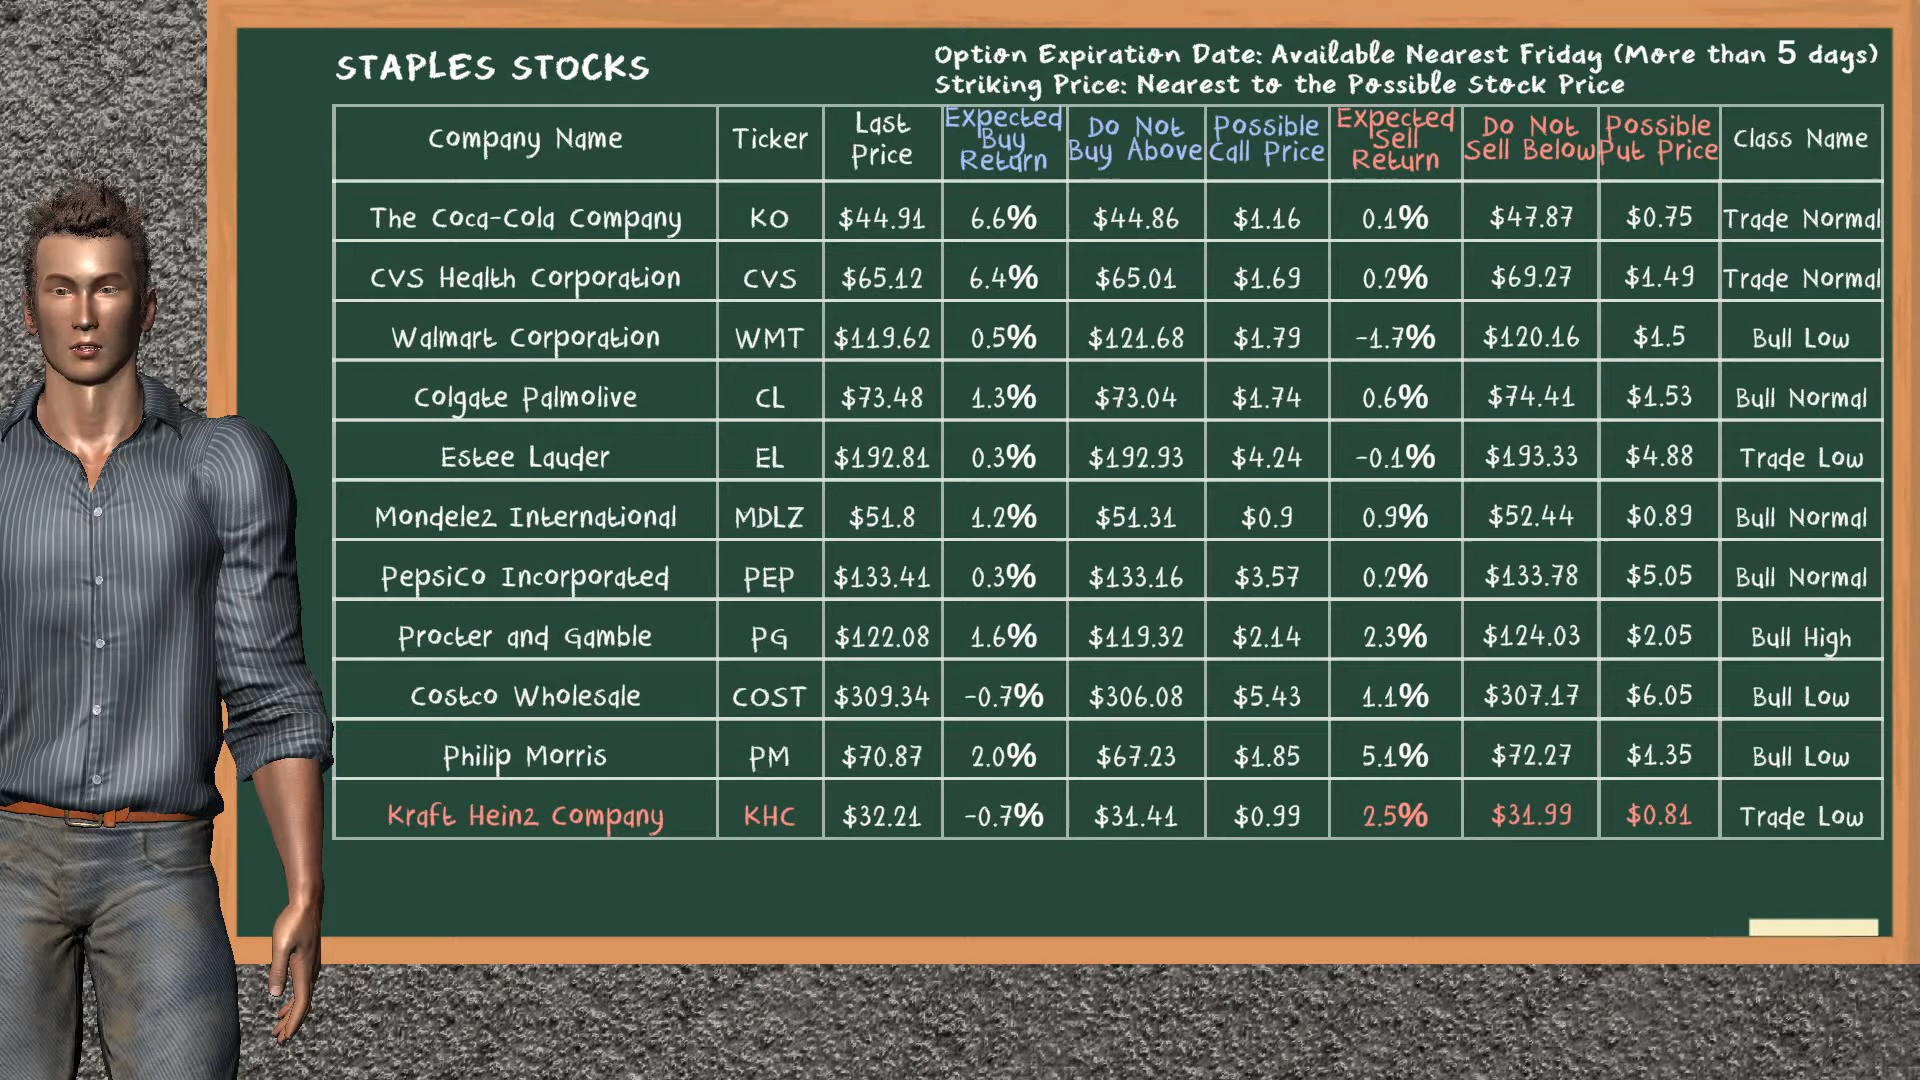 STAPLES STOCKS
Option Expiration Date: Available Nearest Friday (More than 5 days)
Striking Price: Nearest to the Possible Stock Price
Company Name Ticker Last Price Expected Buy Return Do Not Buy Above Possible Call Price Expected Sell Return Do Not Sell Below Possible Put Price Class Name
The Coca-Cola Company KO $44.91 6.6% $44.86 $1.16 0.1% $47.87 $0.75 Trade Normal
CVS Health Corporation CVS $65.12 6.4% $65.01 $1.69 0.2% $69.27 $1.49 Trade Normal
Walmart Corporation WMT $119.62 0.5% $121.68 $1.79 -1.7% $120.16 $1.5 Bull Low
Colgate Palmolive CL $73.48 1.3% $73.04 $1.74 0.6% $74.41 $1.53 Bull Normal
Estee Lauder EL $192.81 0.3% $192.93 $4.24 -0.1% $193.33 $4.88 Trade Low
Mondelez International MDLZ $51.8 1.2% $51.31 $0.9 0.9% $52.44 $0.89 Bull Normal
PepsiCo Incorporated PEP $133.41 0.3% $133.16 $3.57 0.2% $133.78 $5.05 Bull Normal
Procter and Gamble PG $122.08 1.6% $119.32 $2.14 2.3% $124.03 $2.05 Bull High
Costco Wholesale COST $309.34 -0.7% $306.08 $5.43 1.1% $307.17 $6.05 Bull Low
Philip Morris PM $70.87 2.0% $67.23 $1.85 5.1% $72.27 $1.35 Bull Low
Kraft Heinz Company KHC $32.21 -0.7% $31.41 $0.99 2.5% $31.99 $0.81 Trade Low